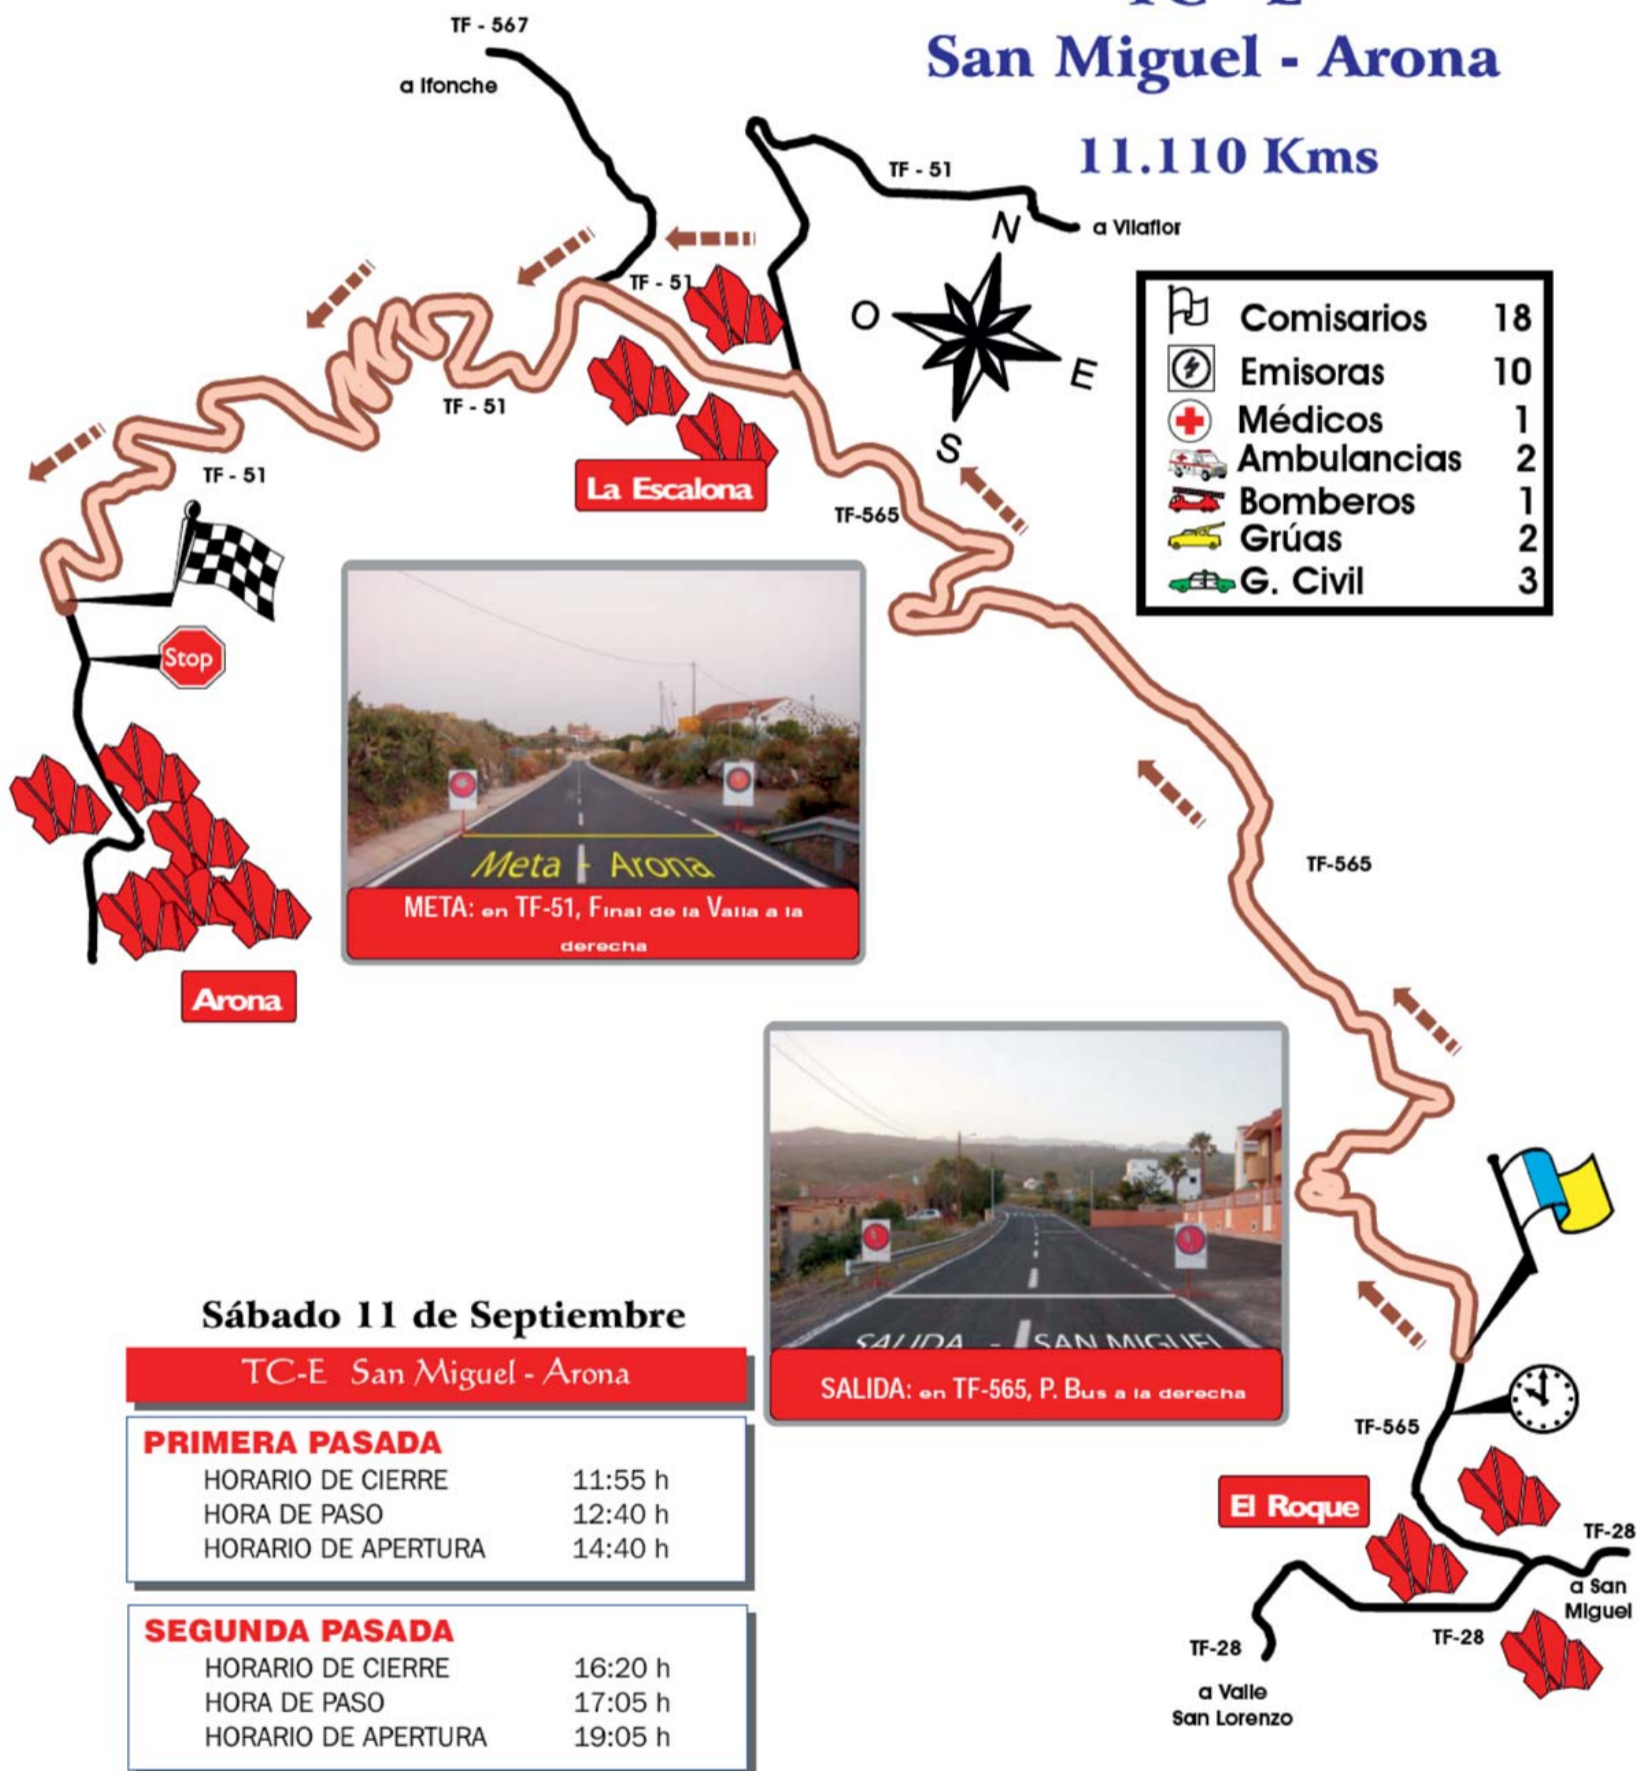 San Miguel - Arona
11.110 Kms
TF - 567
a Ifonche
TF - 51
a Vilaflor
N
O
E
S
TF - 51
TF - 51
TF - 51
La Escalona
TF-565
Comisarios 18
Emisoras 10
Médicos 1
Ambulancias 2
Bomberos 1
Grúas 2
G. Civil 3
Stop
Meta - Arona
META: en TF-51, Final de la Valla a la
derecha
Arona
TF-565
SALIDA - SAN MIGUEL
SALIDA: en TF-565, P. Bus a la derecha
Sábado 11 de Septiembre
TC-E San Miguel - Arona
PRIMERA PASADA
HORARIO DE CIERRE 11:55 h
HORA DE PASO 12:40 h
HORARIO DE APERTURA 14:40 h
SEGUNDA PASADA
HORARIO DE CIERRE 16:20 h
HORA DE PASO 17:05 h
HORARIO DE APERTURA 19:05 h
TF-565
El Roque
TF-28
a San
Miguel
TF-28
TF-28
a Valle
San Lorenzo